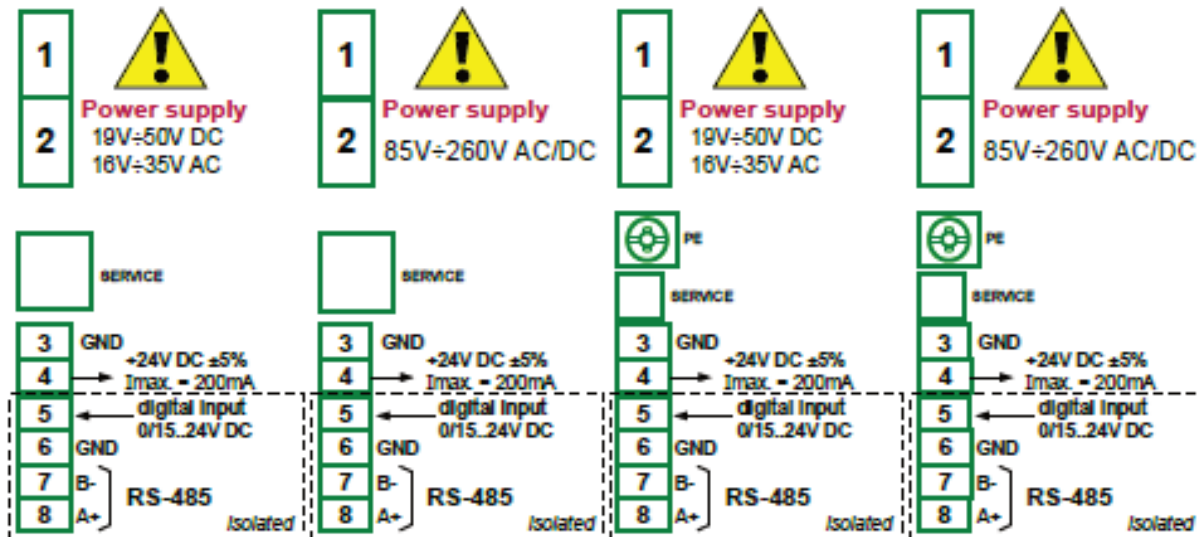 1
2
Power supply
19V÷50V DC
16V÷35V AC
SERVICE
3 GND
4 +24V DC ±5%
Imax. = 200mA
5 digital input
0/15..24V DC
6 GND
7 B-
8 A+
RS-485
Isolated
1
2
Power supply
85V÷260V AC/DC
SERVICE
3 GND
4 +24V DC ±5%
Imax. = 200mA
5 digital input
0/15..24V DC
6 GND
7 B-
8 A+
RS-485
Isolated
1
2
Power supply
19V÷50V DC
16V÷35V AC
PE
SERVICE
3 GND
4 +24V DC ±5%
Imax. = 200mA
5 digital input
0/15..24V DC
6 GND
7 B-
8 A+
RS-485
Isolated
1
2
Power supply
85V÷260V AC/DC
PE
SERVICE
3 GND
4 +24V DC ±5%
Imax. = 200mA
5 digital input
0/15..24V DC
6 GND
7 B-
8 A+
RS-485
Isolated